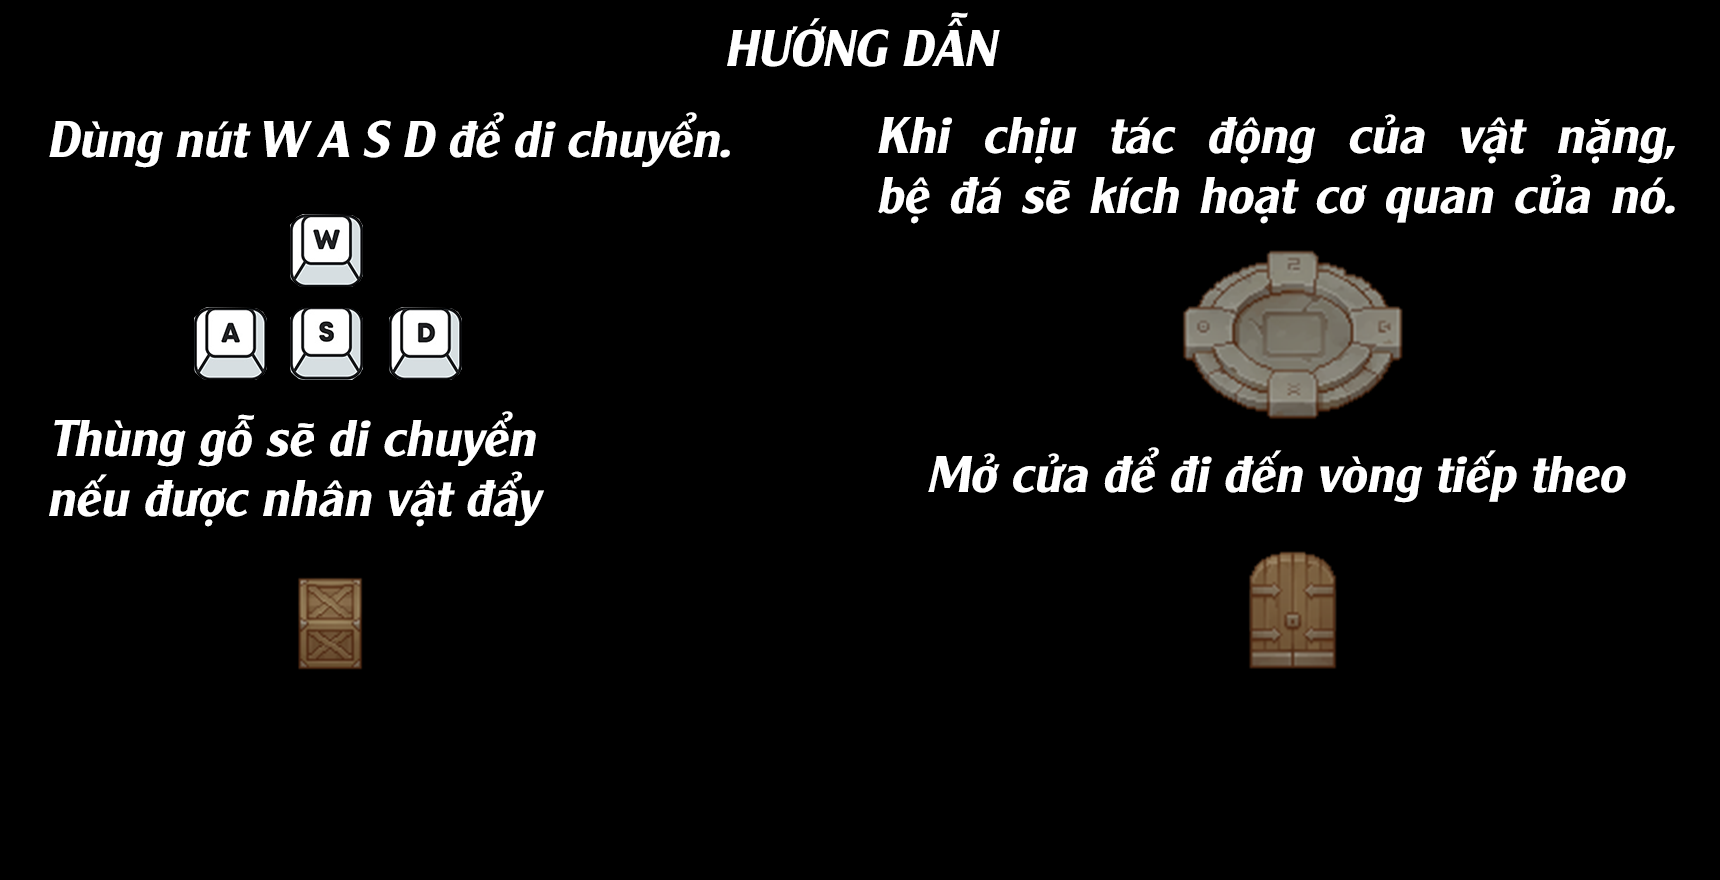 HƯỚNG DẪN
Dùng nút W A S D để di chuyển.
W
A S D
Thùng gỗ sẽ di chuyển
nếu được nhân vật đẩy
Khi chịu tác động của vật nặng,
bệ đá sẽ kích hoạt cơ quan của nó.
Mở cửa để đi đến vòng tiếp theo